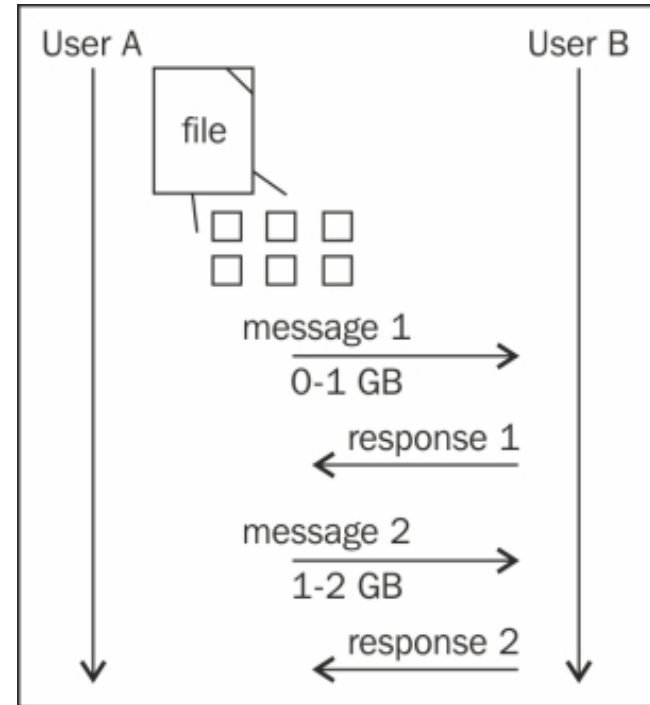 User A
User B
file
message 1
0-1 GB
response 1
message 2
1-2 GB
response 2